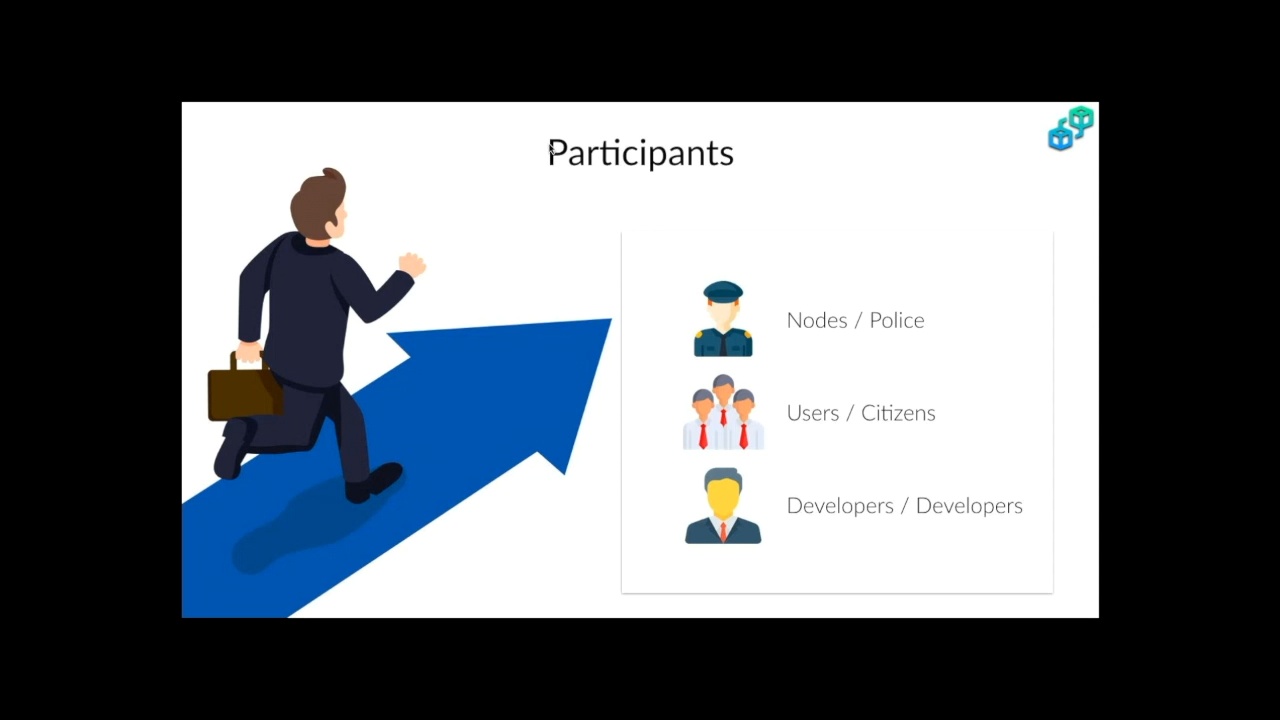 Participants
Nodes / Police
Users / Citizens
Developers / Developers